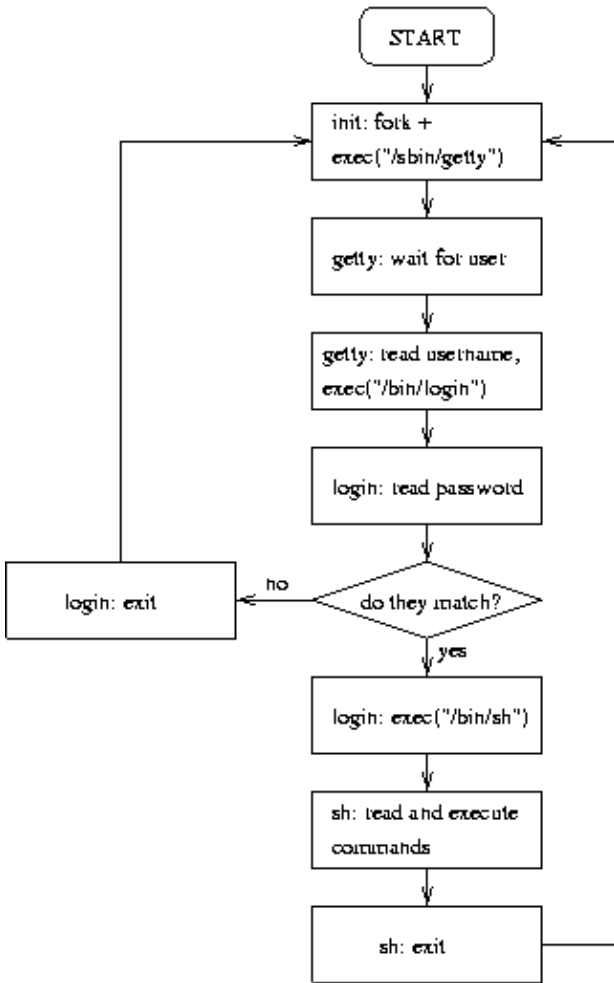 START
init: fork +
exec("/sbin/getty")
getty: wait for user
getty: read username,
exec("/bin/login")
login: read password
no
login: exit
do they match?
yes
login: exec("/bin/sh")
sh: read and execute
commands
sh: exit